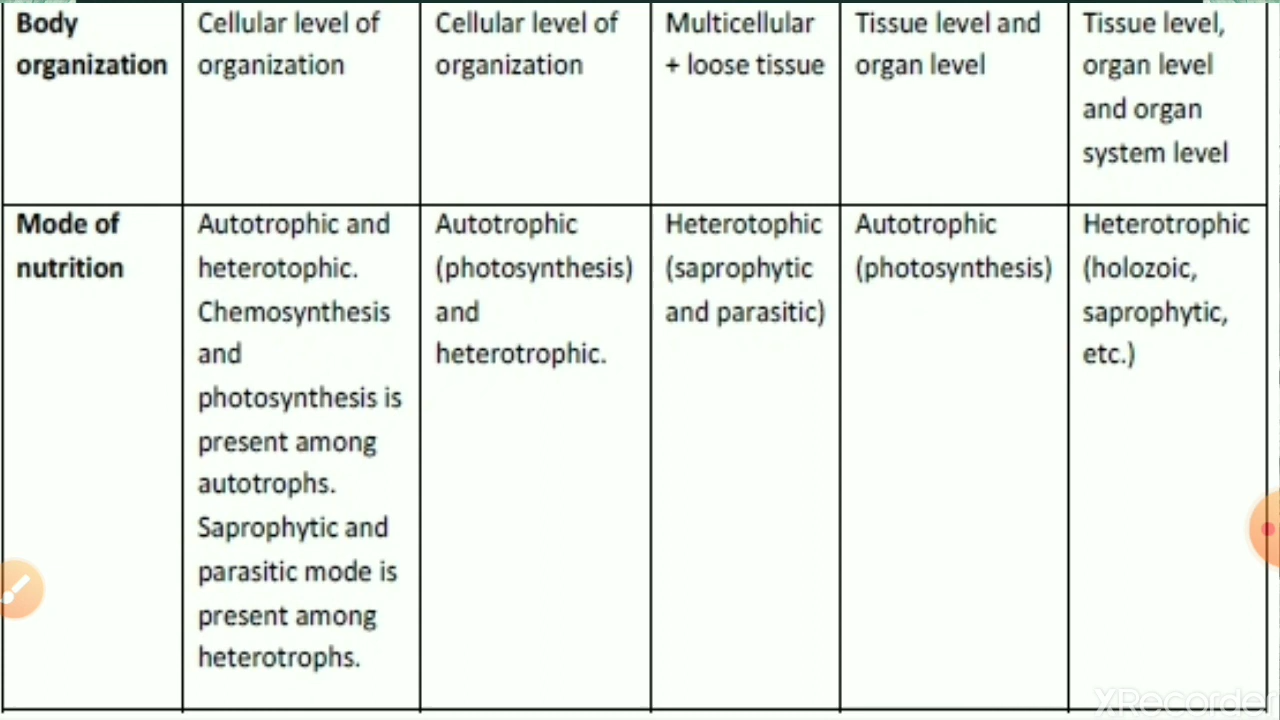 Body
organization
Cellular level of
organization
Cellular level of
organization
Multicellular
+ loose tissue
Tissue level and
organ level
Tissue level,
organ level
and organ
system level
Mode of
nutrition
Autotrophic and
heterotophic.
Chemosynthesis
and
photosynthesis is
present among
autotrophs.
Saprophytic and
parasitic mode is
present among
heterotrophs.
Autotrophic
(photosynthesis)
and
heterotrophic.
Heterotophic
(saprophytic
and parasitic)
Autotrophic
(photosynthesis)
Heterotrophic
(holozoic,
saprophytic,
etc.)
XRecorder